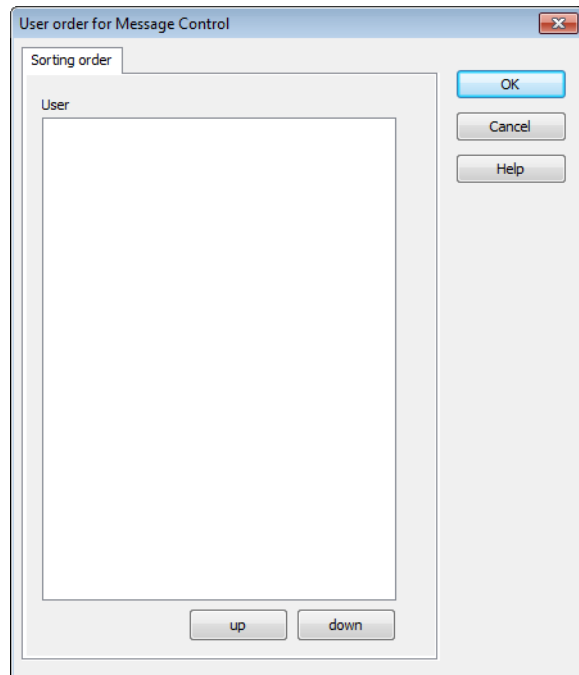 User order for Message Control
Sorting order
User
OK
Cancel
Help
up
down